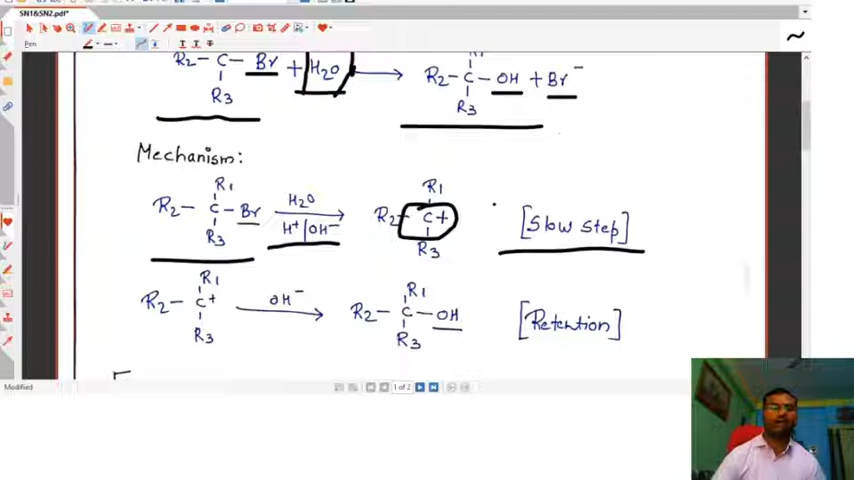 SN1&SN2.pdf*
Pen
R2 – C – Br + H2O → R2 – C – OH + Br⁻
R3 R3
Mechanism:
R1 R1
R2 – C – Br H2O R2 – C+ [Slow step]
H+|OH⁻
R3 R3
R1 R1
R2 – C+ OH⁻ R2 – C – OH [Retention]
R3 R3
Modified 1 of 2